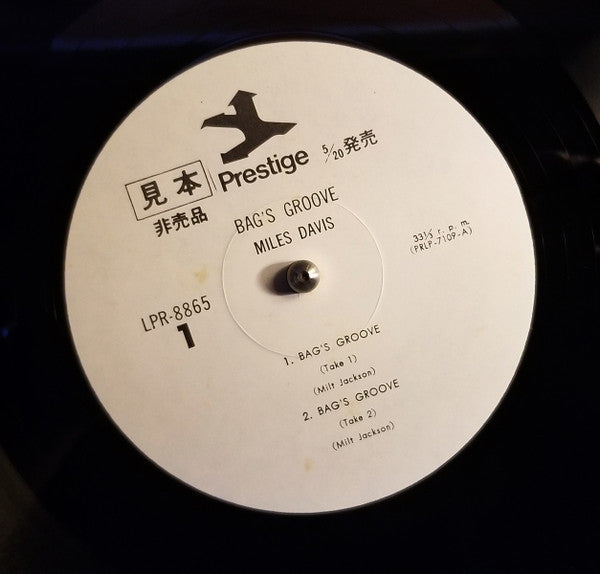 Prestige
5/20発売
見本
非売品
BAG'S GROOVE
MILES DAVIS
33⅓ r. p. m.
(PRLP-7109-A)
LPR-8865
1
1. BAG'S GROOVE
(Take 1)
(Milt Jackson)
2. BAG'S GROOVE
(Take 2)
(Milt Jackson)